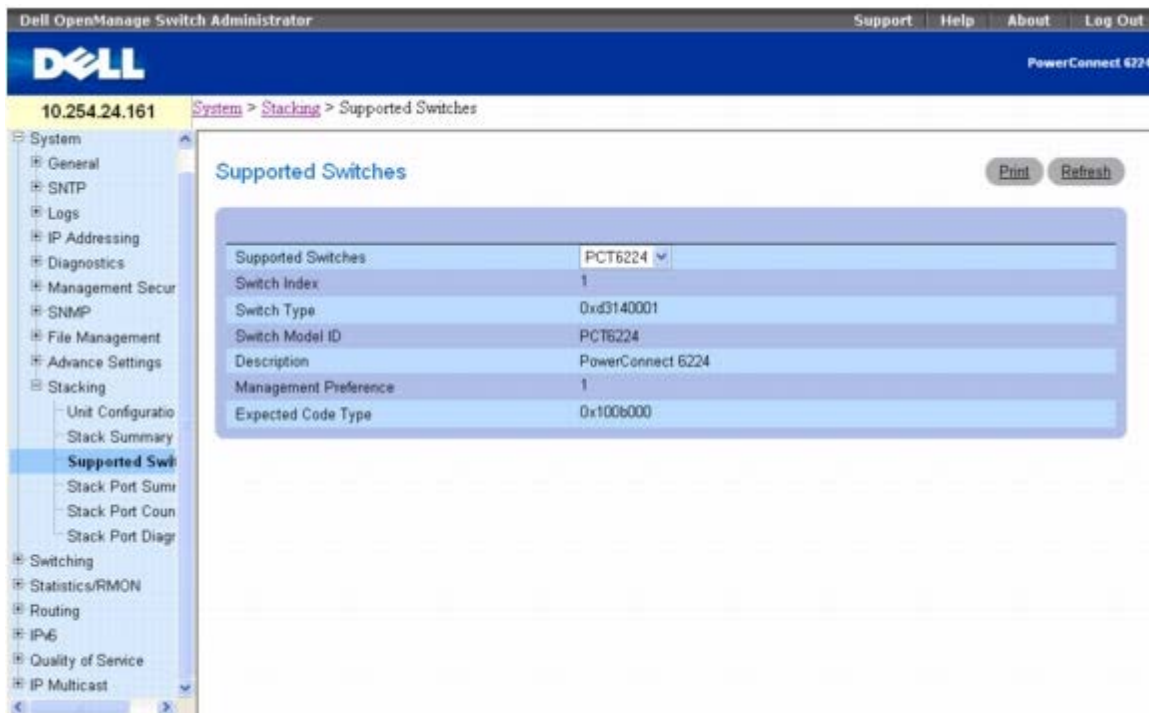 Dell OpenManage Switch Administrator
Support Help About Log Out
DELL
PowerConnect 6224
10.254.24.161
System > Stacking > Supported Switches
System
General
SNTP
Logs
IP Addressing
Diagnostics
Management Secur
SNMP
File Management
Advance Settings
Stacking
Unit Configuratio
Stack Summary
Supported Swit
Stack Port Sumr
Stack Port Coun
Stack Port Diagr
Switching
Statistics/RMON
Routing
IPv6
Quality of Service
IP Multicast
Supported Switches
Print Refresh
Supported Switches PCT6224
Switch Index 1
Switch Type 0xd3140001
Switch Model ID PCT6224
Description PowerConnect 6224
Management Preference 1
Expected Code Type 0x100b000